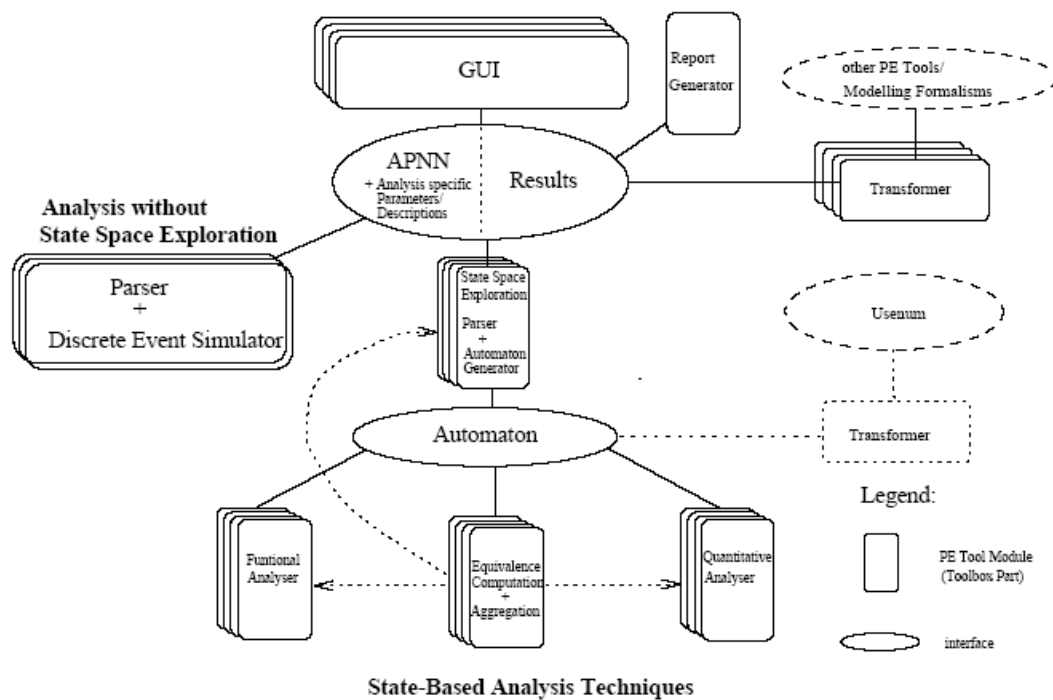 GUI
Report
Generator
other PE Tools/
Modelling Formalisms
APNN
+ Analysis specific
Parameters/
Descriptions
Results
Transformer
Analysis without
State Space Exploration
Parser
+
Discrete Event Simulator
State Space
Exploration:
Parser
+
Automaton
Generator
Usenum
Automaton
Transformer
Legend:
Funtional
Analyser
Equivalence
Computation
+
Aggregation
Quantitative
Analyser
PE Tool Module
(Toolbox Part)
interface
State-Based Analysis Techniques